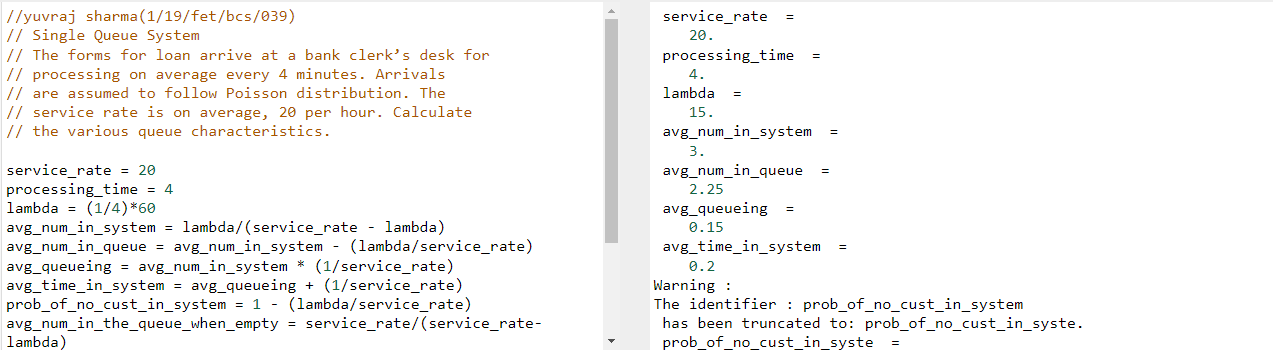 //yuvraj sharma(1/19/fet/bcs/039)
// Single Queue System
// The forms for loan arrive at a bank clerk’s desk for
// processing on average every 4 minutes. Arrivals
// are assumed to follow Poisson distribution. The
// service rate is on average, 20 per hour. Calculate
// the various queue characteristics.
service_rate = 20
processing_time = 4
lambda = (1/4)*60
avg_num_in_system = lambda/(service_rate - lambda)
avg_num_in_queue = avg_num_in_system - (lambda/service_rate)
avg_queueing = avg_num_in_system * (1/service_rate)
avg_time_in_system = avg_queueing + (1/service_rate)
prob_of_no_cust_in_system = 1 - (lambda/service_rate)
avg_num_in_the_queue_when_empty = service_rate/(service_rate-
lambda)
service_rate  =
20.
processing_time  =
4.
lambda  =
15.
avg_num_in_system  =
3.
avg_num_in_queue  =
2.25
avg_queueing  =
0.15
avg_time_in_system  =
0.2
Warning :
The identifier : prob_of_no_cust_in_system
has been truncated to: prob_of_no_cust_in_syste.
prob_of_no_cust_in_syste  =